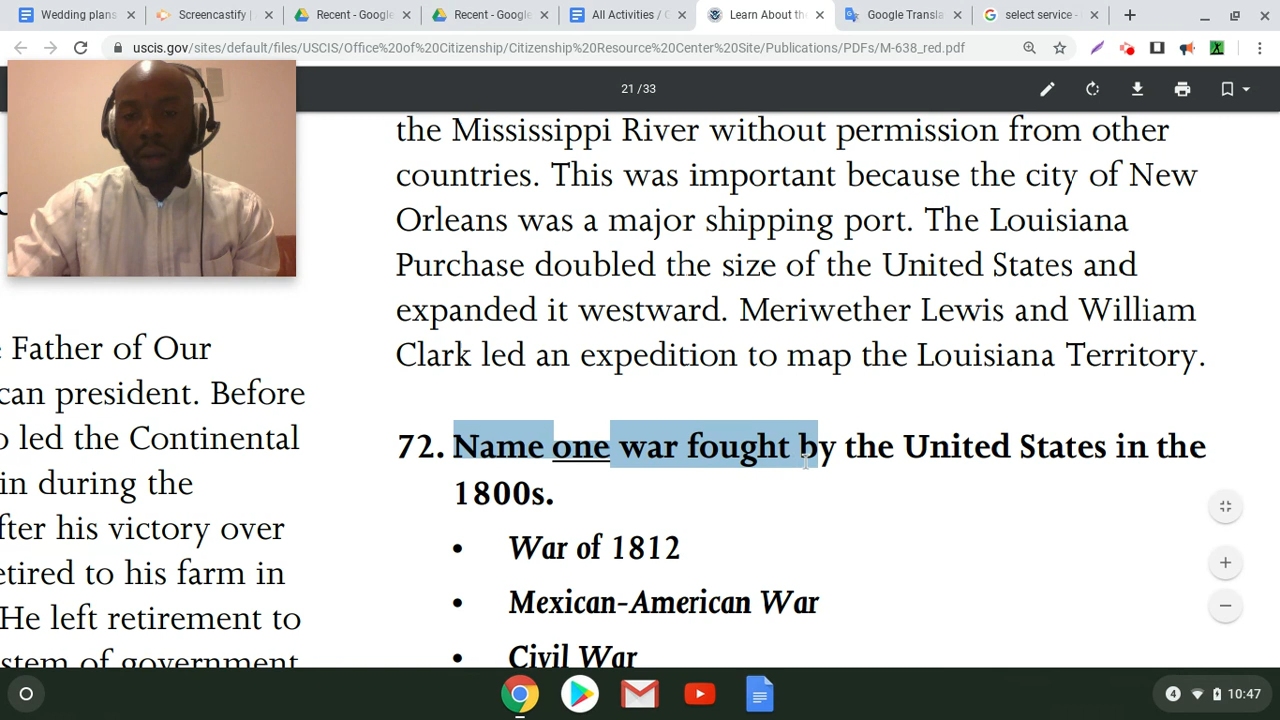 Wedding plans
Screencastify
Recent - Google
Recent - Google
All Activities / G
Learn About the
Google Transla
select service -
uscis.gov/sites/default/files/USCIS/Office%20of%20Citizenship/Citizenship%20Resource%20Center%20Site/Publications/PDFs/M-638_red.pdf
21 / 33
Father of Our
can president. Before
led the Continental
in during the
fter his victory over
etired to his farm in
He left retirement to
stem of government
the Mississippi River without permission from other
countries. This was important because the city of New
Orleans was a major shipping port. The Louisiana
Purchase doubled the size of the United States and
expanded it westward. Meriwether Lewis and William
Clark led an expedition to map the Louisiana Territory.
72. Name one war fought by the United States in the
1800s.
• War of 1812
• Mexican-American War
• Civil War
4
10:47